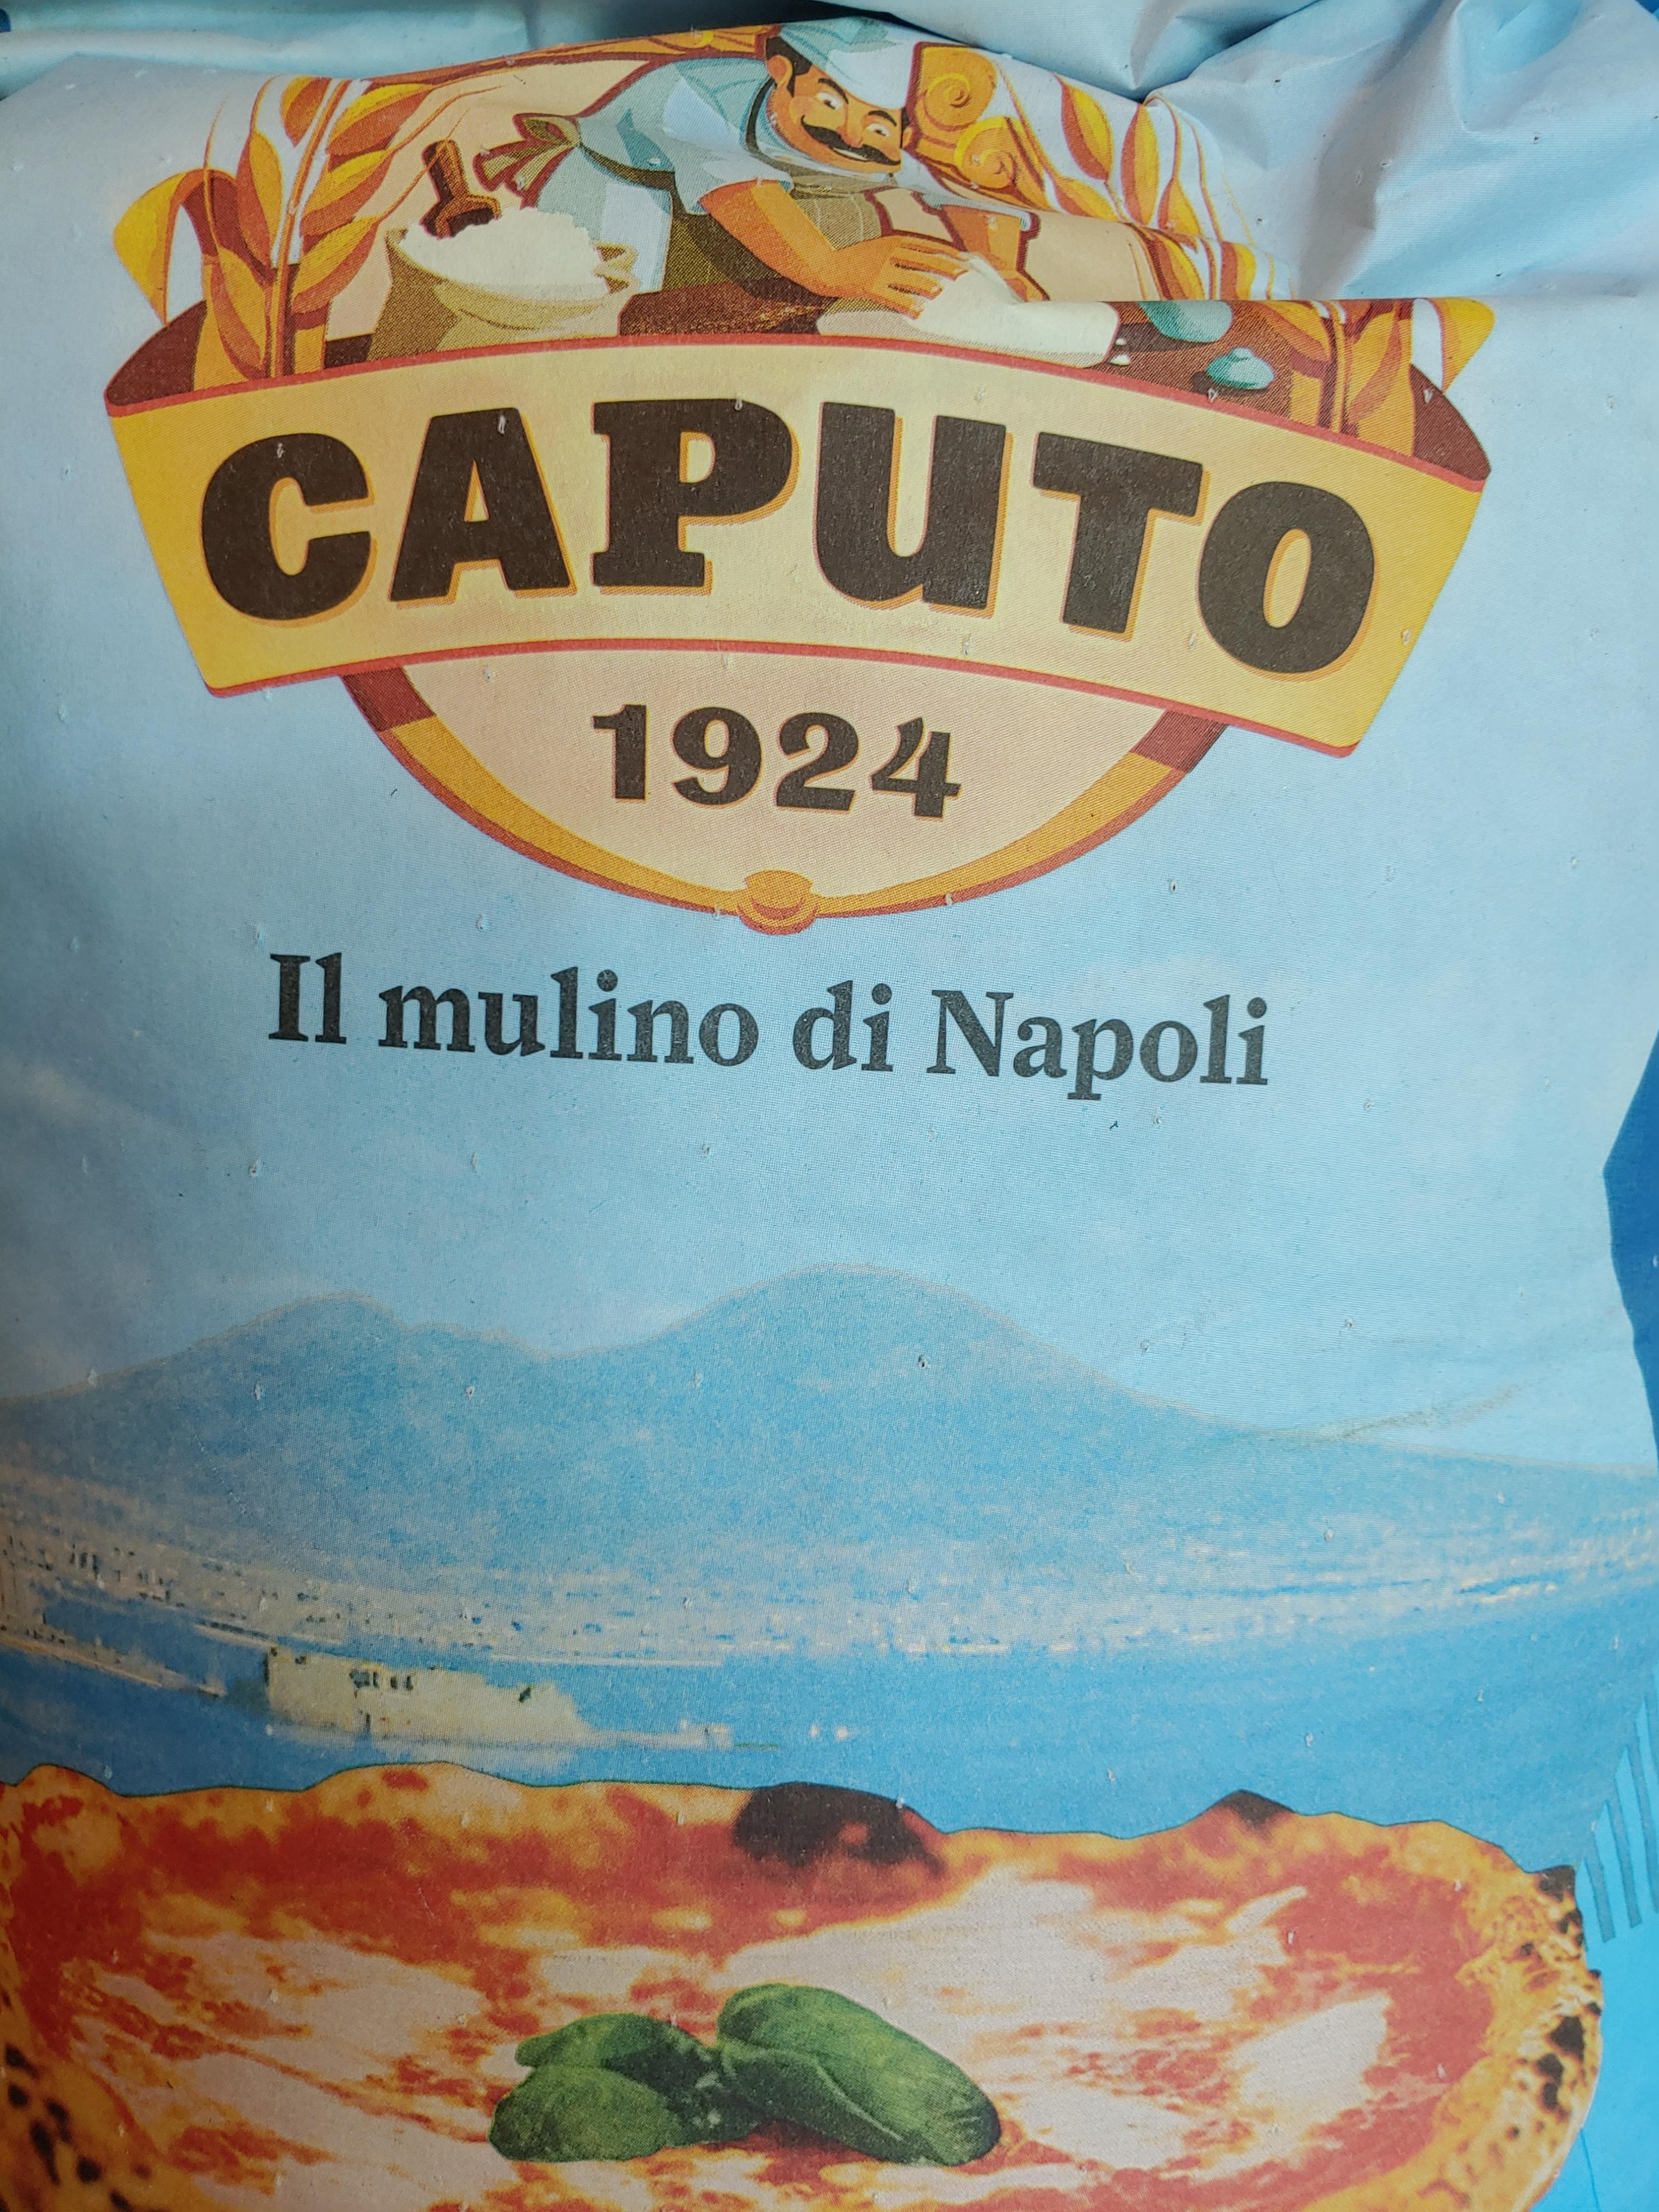 CAPUTO
1924
Il mulino di Napoli